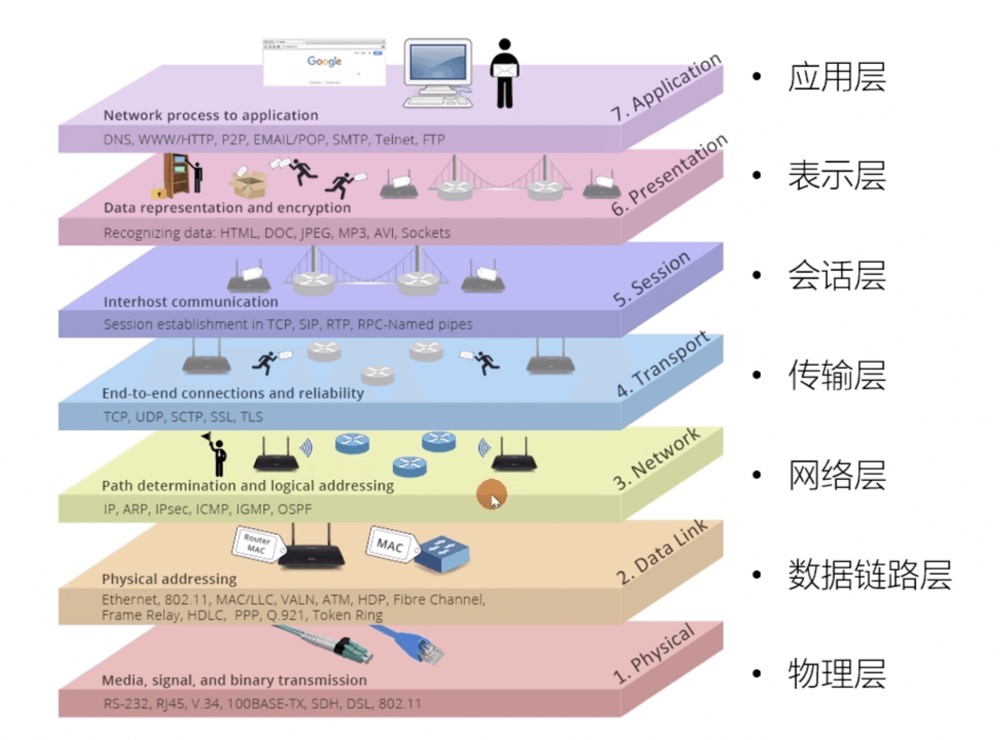 Google
7. Application
Network process to application
DNS, WWW/HTTP, P2P, EMAIL/POP, SMTP, Telnet, FTP
• 应用层
6. Presentation
Data representation and encryption
Recognizing data: HTML, DOC, JPEG, MP3, AVI, Sockets
• 表示层
5. Session
Interhost communication
Session establishment in TCP, SIP, RTP, RPC-Named pipes
• 会话层
4. Transport
End-to-end connections and reliability
TCP, UDP, SCTP, SSL, TLS
• 传输层
3. Network
Path determination and logical addressing
IP, ARP, IPsec, ICMP, IGMP, OSPF
• 网络层
Router
MAC
MAC
2. Data Link
Physical addressing
Ethernet, 802.11, MAC/LLC, VALN, ATM, HDP, Fibre Channel,
Frame Relay, HDLC, PPP, Q.921, Token Ring
• 数据链路层
1. Physical
Media, signal, and binary transmission
RS-232, RJ45, V.34, 100BASE-TX, SDH, DSL, 802.11
• 物理层